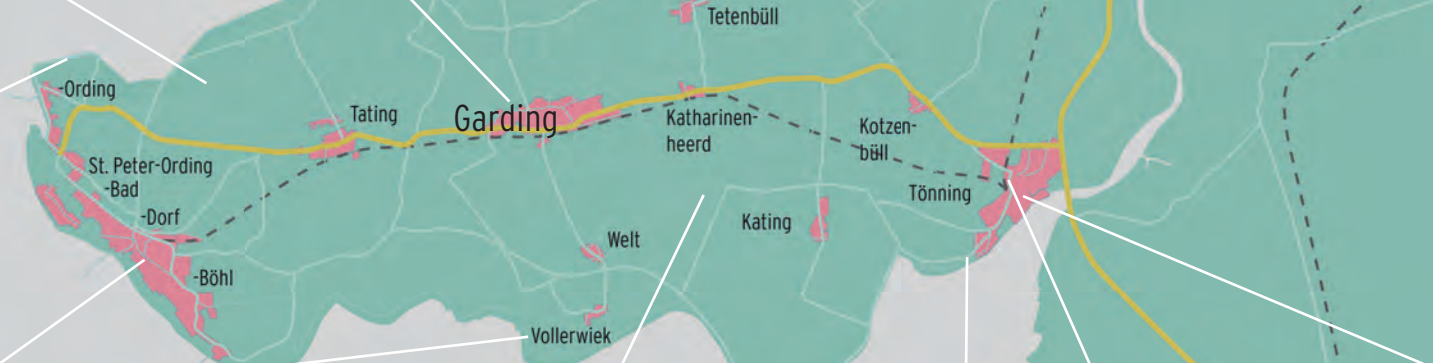 Tetenbüll
-Ording
Tating
Garding
Katharinen-
heerd
Kotzen-
büll
St. Peter-Ording
-Bad
-Dorf
Tönning
Kating
Welt
-Böhl
Vollerwiek